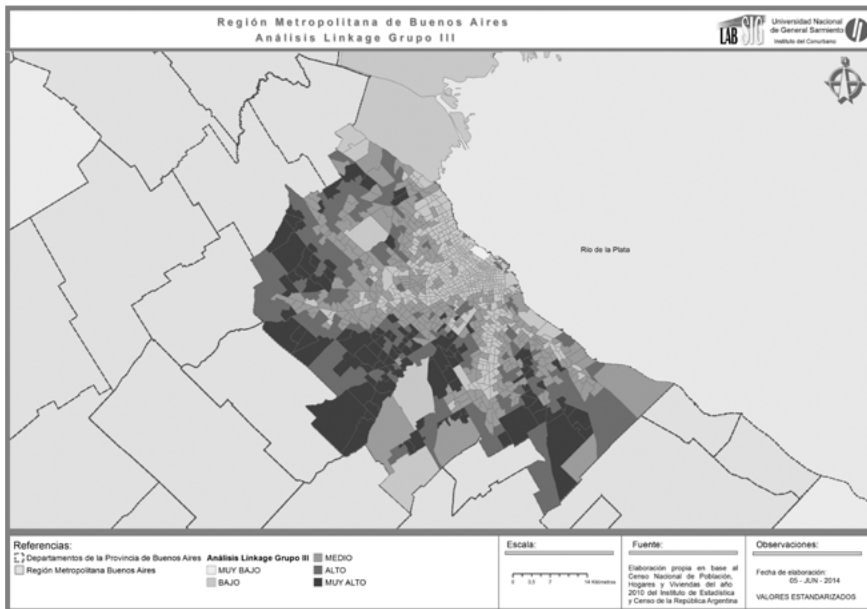 Región Metropolitana de Buenos Aires
Análisis Linkage Grupo III
LAB SIG
Universidad Nacional
de General Sarmiento
Instituto del Conurbano
Río de la Plata
Referencias:
Departamentos de la Provincia de Buenos Aires
Región Metropolitana Buenos Aires
Análisis Linkage Grupo III
MUY BAJO
BAJO
MEDIO
ALTO
MUY ALTO
Escala:
0 3,5 7 14 Kilómetros
Fuente:
Elaboración propia en base al
Censo Nacional de Población,
Hogares y Viviendas del año
2010 del Instituto de Estadística
y Censo de la República Argentina
Observaciones:
Fecha de elaboración:
05 - JUN - 2014
VALORES ESTANDARIZADOS